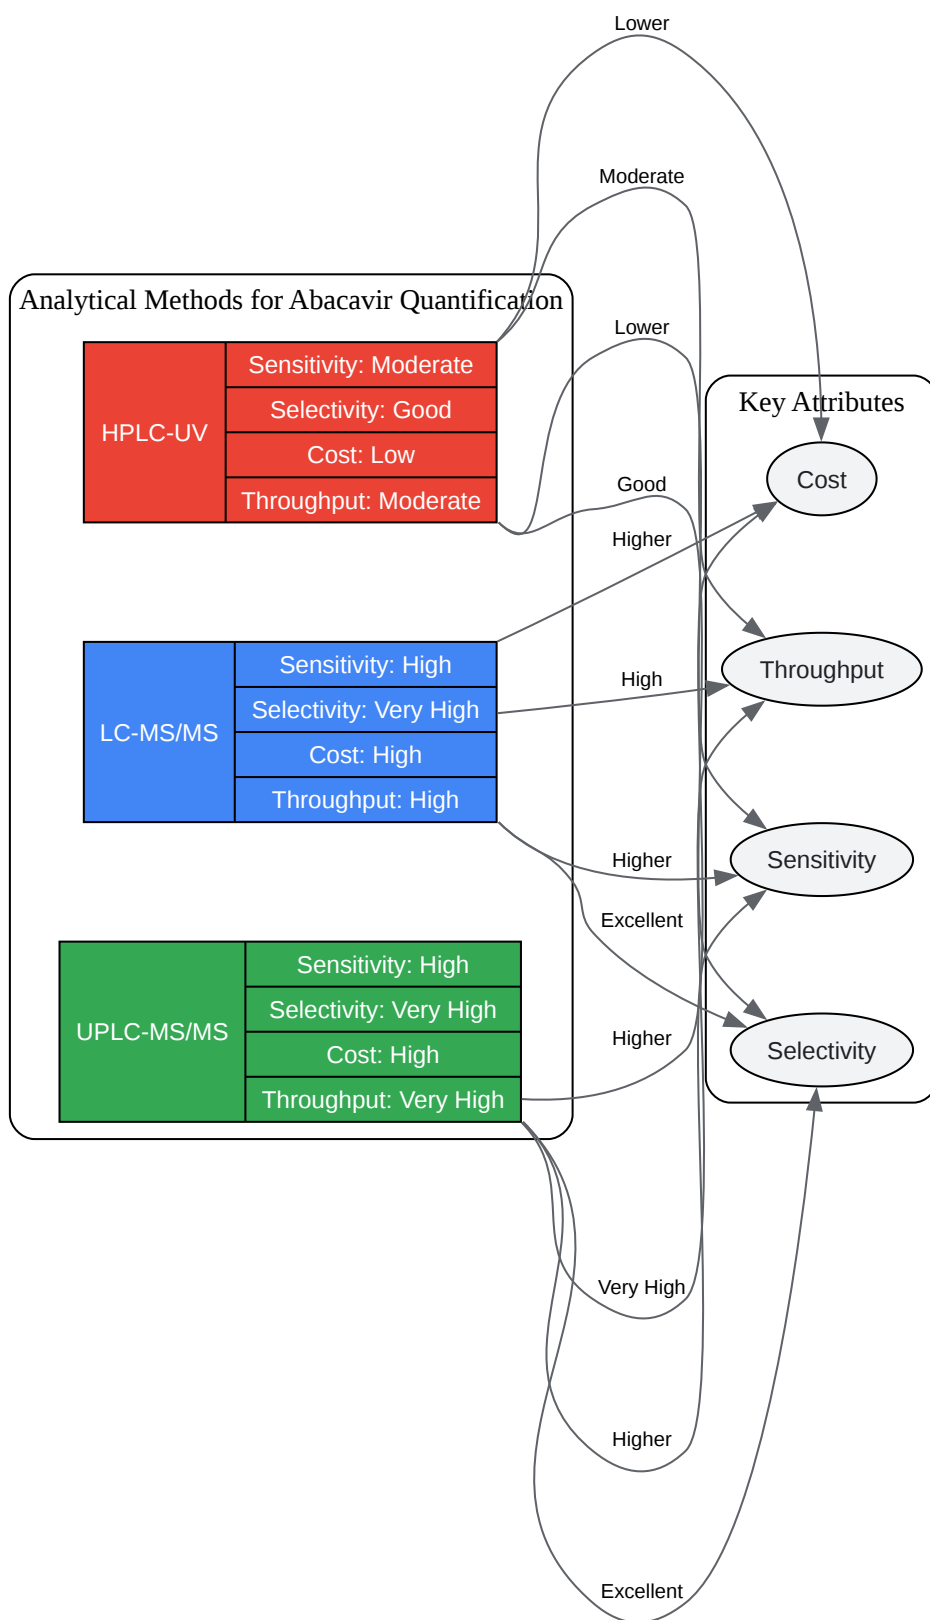 Lower
Moderate
Analytical Methods for Abacavir Quantification
HPLC-UV
Sensitivity: Moderate
Selectivity: Good
Cost: Low
Throughput: Moderate
Lower
Good
Higher
Key Attributes
Cost
LC-MS/MS
Sensitivity: High
Selectivity: Very High
Cost: High
Throughput: High
High
Throughput
Higher
Sensitivity
Excellent
UPLC-MS/MS
Sensitivity: High
Selectivity: Very High
Cost: High
Throughput: Very High
Higher
Selectivity
Very High
Higher
Excellent